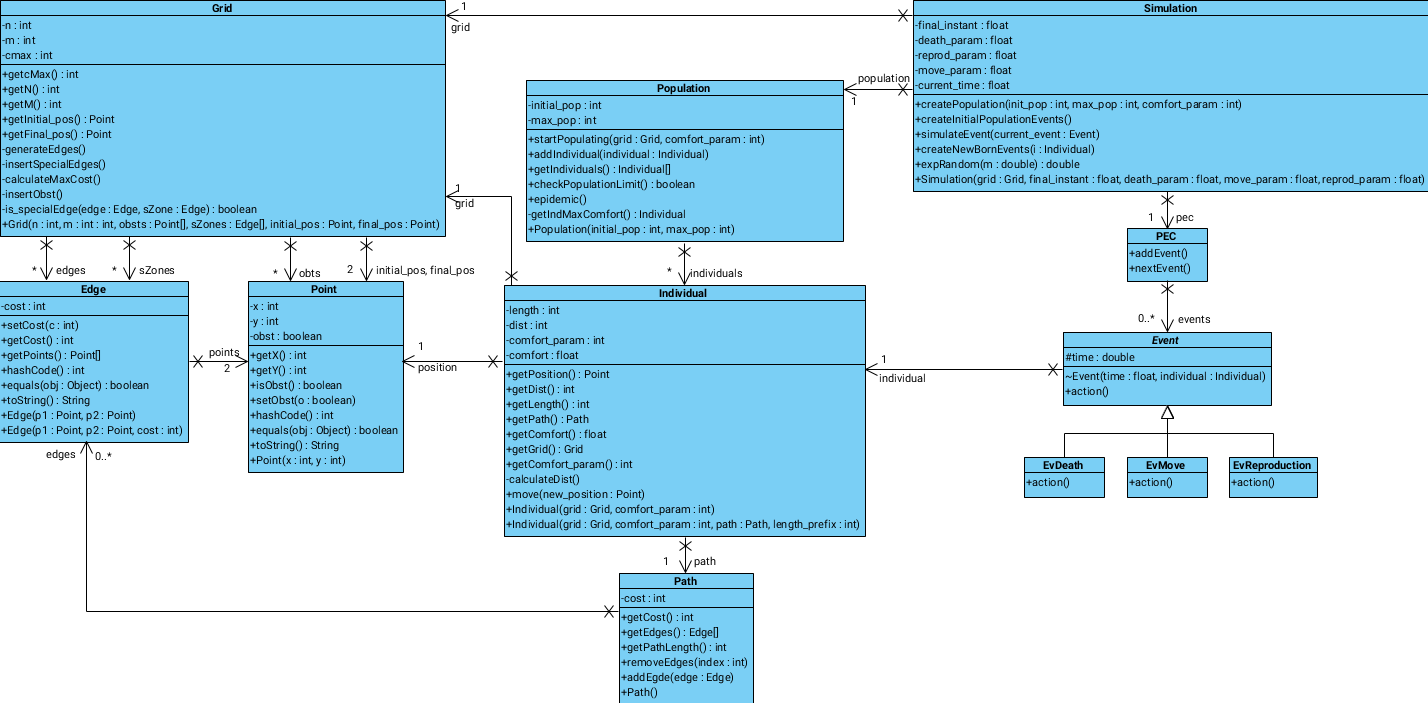 Grid
-n : int
-m : int
-cmax : int
+getcMax() : int
+getN() : int
+getM() : int
+getInitial_pos() : Point
+getFinal_pos() : Point
-generateEdges()
-insertSpecialEdges()
-calculateMaxCost()
-insertObst()
-is_specialEdge(edge : Edge, sZone : Edge) : boolean
+Grid(n : int, m : int : int, obsts : Point[], sZones : Edge[], initial_pos : Point, final_pos : Point)
1
grid
Simulation
-final_instant : float
-death_param : float
-reprod_param : float
-move_param : float
-current_time : float
+createPopulation(init_pop : int, max_pop : int, comfort_param : int)
+createInitialPopulationEvents()
+simulateEvent(current_event : Event)
+createNewBornEvents(i : Individual)
+expRandom(m : double) : double
+Simulation(grid : Grid, final_instant : float, death_param : float, move_param : float, reprod_param : float)
population
1
Population
-initial_pop : int
-max_pop : int
+startPopulating(grid : Grid, comfort_param : int)
+addIndividual(individual : Individual)
+getIndividuals() : Individual[]
+checkPopulationLimit() : boolean
+epidemic()
-getIndMaxComfort() : Individual
+Population(initial_pop : int, max_pop : int)
1
grid
1 pec
PEC
+addEvent()
+nextEvent()
* edges
* sZones
* obts
2 initial_pos, final_pos
* individuals
0..* events
Edge
-cost : int
+setCost(c : int)
+getCost() : int
+getPoints() : Point[]
+hashCode() : int
+equals(obj : Object) : boolean
+toString() : String
+Edge(p1 : Point, p2 : Point)
+Edge(p1 : Point, p2 : Point, cost : int)
points
2
Point
-x : int
-y : int
-obst : boolean
+getX() : int
+getY() : int
+isObst() : boolean
+setObst(o : boolean)
+hashCode() : int
+equals(obj : Object) : boolean
+toString() : String
+Point(x : int, y : int)
1
position
Individual
-length : int
-dist : int
-comfort_param : int
-comfort : float
+getPosition() : Point
+getDist() : int
+getLength() : int
+getPath() : Path
+getComfort() : float
+getGrid() : Grid
+getComfort_param() : int
-calculateDist()
+move(new_position : Point)
+Individual(grid : Grid, comfort_param : int)
+Individual(grid : Grid, comfort_param : int, path : Path, length_prefix : int)
1
individual
Event
#time : double
~Event(time : float, individual : Individual)
+action()
EvDeath
+action()
EvMove
+action()
EvReproduction
+action()
edges 0..*
1 path
Path
-cost : int
+getCost() : int
+getEdges() : Edge[]
+getPathLength() : int
+removeEdges(index : int)
+addEgde(edge : Edge)
+Path()